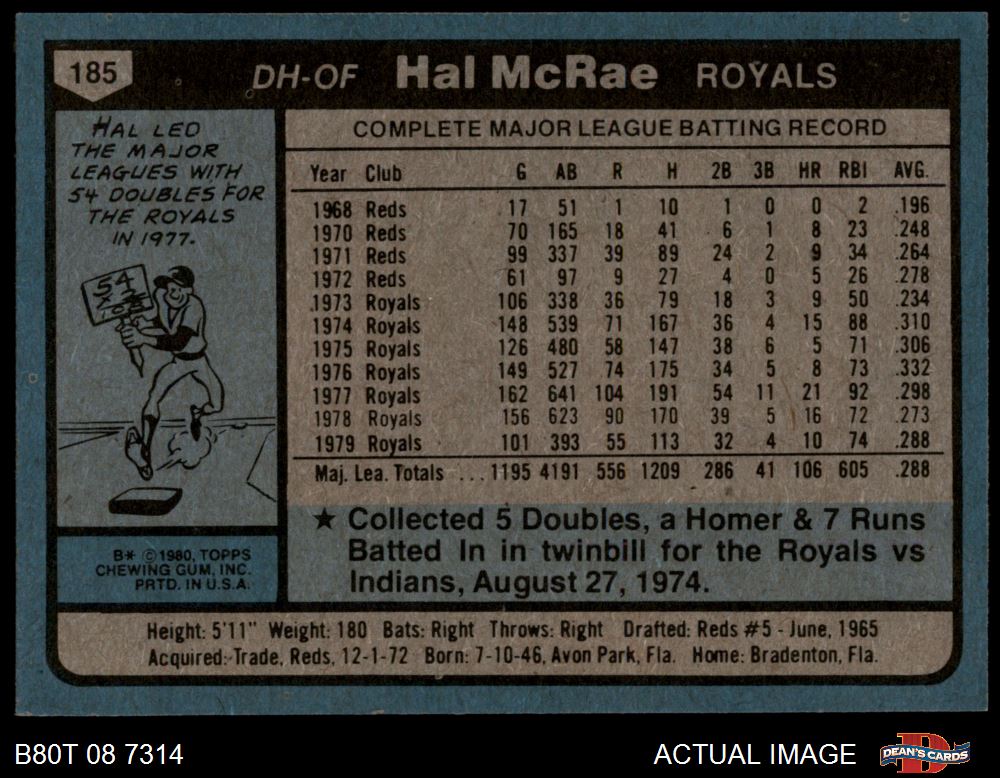 185
DH-OF Hal McRae ROYALS
HAL LED
THE MAJOR
LEAGUES WITH
54 DOUBLES FOR
THE ROYALS
IN 1977.
54
COMPLETE MAJOR LEAGUE BATTING RECORD
Year Club G AB R H 2B 3B HR RBI AVG.
1968 Reds 17 51 1 10 1 0 0 2 .196
1970 Reds 70 165 18 41 6 1 8 23 .248
1971 Reds 99 337 39 89 24 2 9 34 .264
1972 Reds 61 97 9 27 4 0 5 26 .278
1973 Royals 106 338 36 79 18 3 9 50 .234
1974 Royals 148 539 71 167 36 4 15 88 .310
1975 Royals 126 480 58 147 38 6 5 71 .306
1976 Royals 149 527 74 175 34 5 8 73 .332
1977 Royals 162 641 104 191 54 11 21 92 .298
1978 Royals 156 623 90 170 39 5 16 72 .273
1979 Royals 101 393 55 113 32 4 10 74 .288
Maj. Lea. Totals ...1195 4191 556 1209 286 41 106 605 .288
★ Collected 5 Doubles, a Homer & 7 Runs
Batted In in twinbill for the Royals vs
Indians, August 27, 1974.
B* ©1980, TOPPS
CHEWING GUM, INC.
PRTD. IN U.S.A.
Height: 5'11" Weight: 180 Bats: Right Throws: Right Drafted: Reds #5 - June, 1965
Acquired: Trade, Reds, 12-1-72 Born: 7-10-46, Avon Park, Fla. Home: Bradenton, Fla.
B80T 08 7314
ACTUAL IMAGE
DEAN'S CARDS